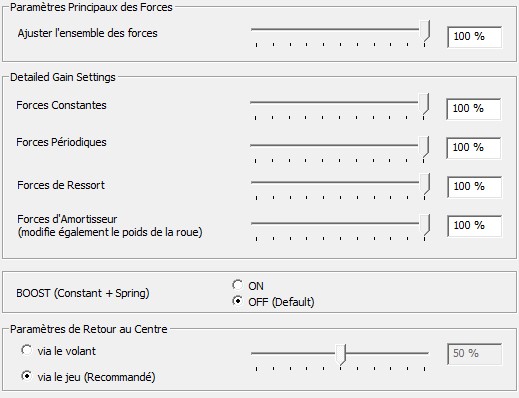 Paramètres Principaux des Forces
Ajuster l'ensemble des forces
100 %
Detailed Gain Settings
Forces Constantes
100 %
Forces Périodiques
100 %
Forces de Ressort
100 %
Forces d'Amortisseur
(modifie également le poids de la roue)
100 %
BOOST (Constant + Spring)
ON
OFF (Default)
Paramètres de Retour au Centre
via le volant
50 %
via le jeu (Recommandé)